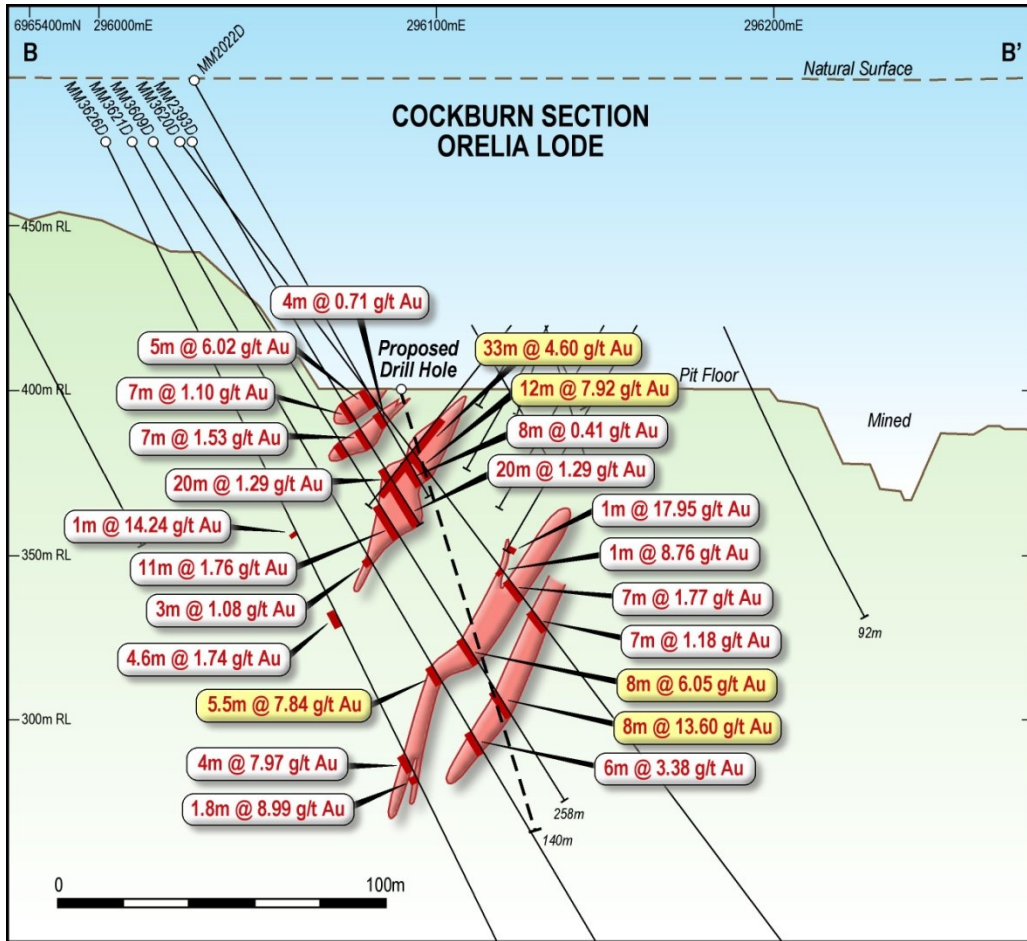 6965400mN
296000mE
296100mE
296200mE
B
MM2022D
B’
Natural Surface
MM3626D
MM3621D
MM3609D
MM3620D
MM2393D
COCKBURN SECTION
ORELIA LODE
450m RL
4m @ 0.71 g/t Au
5m @ 6.02 g/t Au
Proposed
Drill Hole
33m @ 4.60 g/t Au
400m RL
7m @ 1.10 g/t Au
12m @ 7.92 g/t Au
Pit Floor
7m @ 1.53 g/t Au
8m @ 0.41 g/t Au
Mined
20m @ 1.29 g/t Au
20m @ 1.29 g/t Au
1m @ 14.24 g/t Au
1m @ 17.95 g/t Au
350m RL
11m @ 1.76 g/t Au
1m @ 8.76 g/t Au
3m @ 1.08 g/t Au
7m @ 1.77 g/t Au
92m
4.6m @ 1.74 g/t Au
7m @ 1.18 g/t Au
5.5m @ 7.84 g/t Au
8m @ 6.05 g/t Au
300m RL
8m @ 13.60 g/t Au
4m @ 7.97 g/t Au
6m @ 3.38 g/t Au
1.8m @ 8.99 g/t Au
258m
140m
0
100m